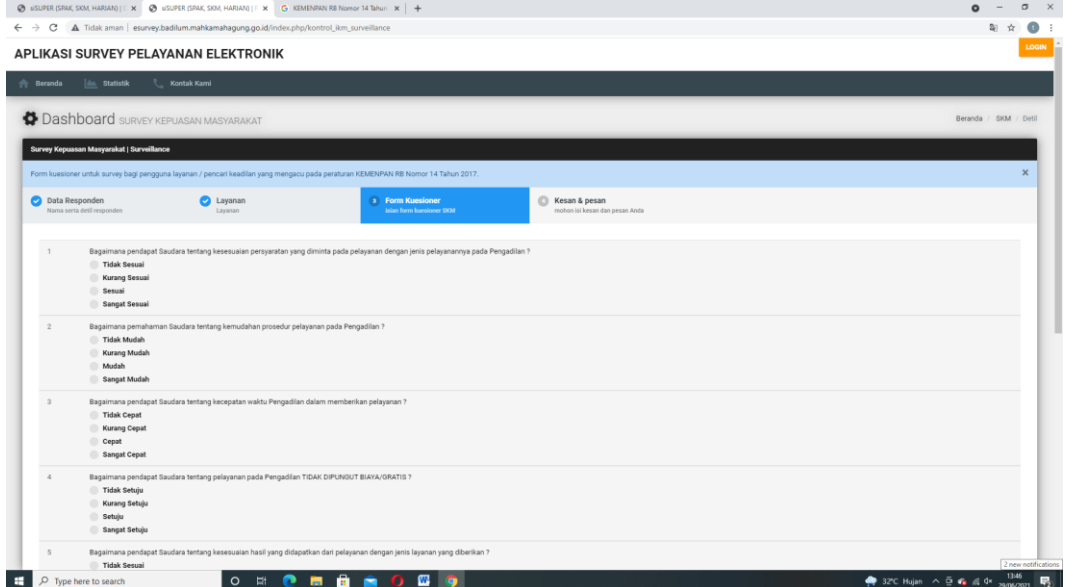 siSUPER (SPAK, SKM, HARIAN) |
siSUPER (SPAK, SKM, HARIAN) |
KEMENPAN RB Nomor 14 Tahun
Tidak aman | esurvey.badilum.mahkamahagung.go.id/index.php/kontrol_ikm_surveillance
APLIKASI SURVEY PELAYANAN ELEKTRONIK
LOGIN
Beranda Statistik Kontak Kami
Dashboard SURVEY KEPUASAN MASYARAKAT
Beranda / SKM / Detil
Survey Kepuasan Masyarakat | Surveillance
Form kuesioner untuk survey bagi pengguna layanan / pencari keadilan yang mengacu pada peraturan KEMENPAN RB Nomor 14 Tahun 2017.
Data Responden
Nama serta detil responden
Layanan
Layanan
3 Form Kuesioner
Isian form kuesioner SKM
4 Kesan & pesan
mohon isi kesan dan pesan Anda
1 Bagaimana pendapat Saudara tentang kesesuaian persyaratan yang diminta pada pelayanan dengan jenis pelayanannya pada Pengadilan ?
Tidak Sesuai
Kurang Sesuai
Sesuai
Sangat Sesuai
2 Bagaimana pemahaman Saudara tentang kemudahan prosedur pelayanan pada Pengadilan ?
Tidak Mudah
Kurang Mudah
Mudah
Sangat Mudah
3 Bagaimana pendapat Saudara tentang kecepatan waktu Pengadilan dalam memberikan pelayanan ?
Tidak Cepat
Kurang Cepat
Cepat
Sangat Cepat
4 Bagaimana pendapat Saudara tentang pelayanan pada Pengadilan TIDAK DIPUNGUT BIAYA/GRATIS ?
Tidak Setuju
Kurang Setuju
Setuju
Sangat Setuju
5 Bagaimana pendapat Saudara tentang kesesuaian hasil yang didapatkan dari pelayanan dengan jenis layanan yang diberikan ?
Tidak Sesuai
2 new notifications
Type here to search
32°C Hujan
13:46
29/06/2021